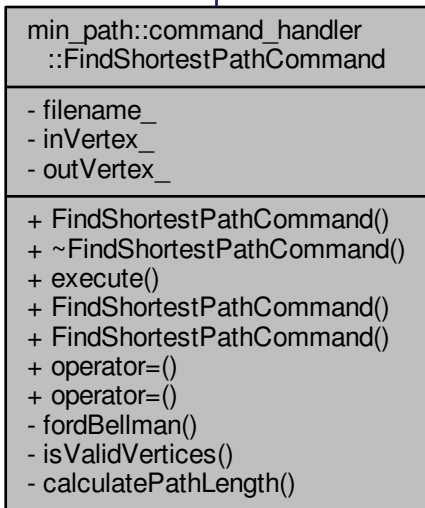 min_path::command_handler
::FindShortestPathCommand
- filename_
- inVertex_
- outVertex_
+ FindShortestPathCommand()
+ ~FindShortestPathCommand()
+ execute()
+ FindShortestPathCommand()
+ FindShortestPathCommand()
+ operator=()
+ operator=()
- fordBellman()
- isValidVertices()
- calculatePathLength()